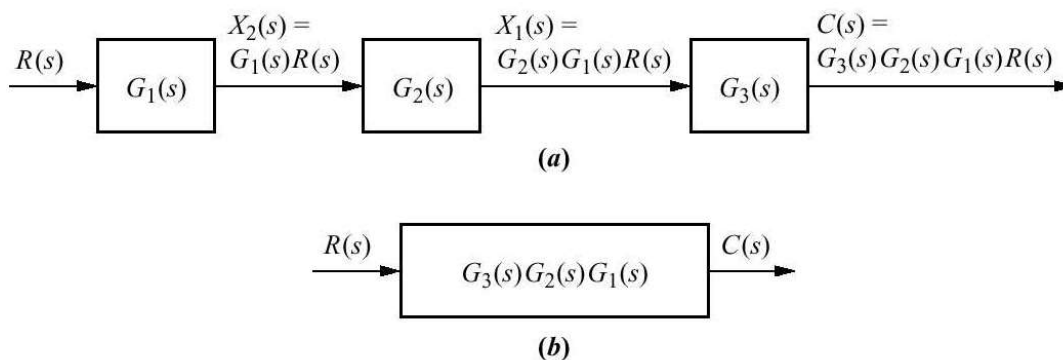 R(s)
G₁(s)
X₂(s) =
G₁(s)R(s)
G₂(s)
X₁(s) =
G₂(s)G₁(s)R(s)
G₃(s)
C(s) =
G₃(s)G₂(s)G₁(s)R(s)
(a)
R(s)
G₃(s)G₂(s)G₁(s)
C(s)
(b)